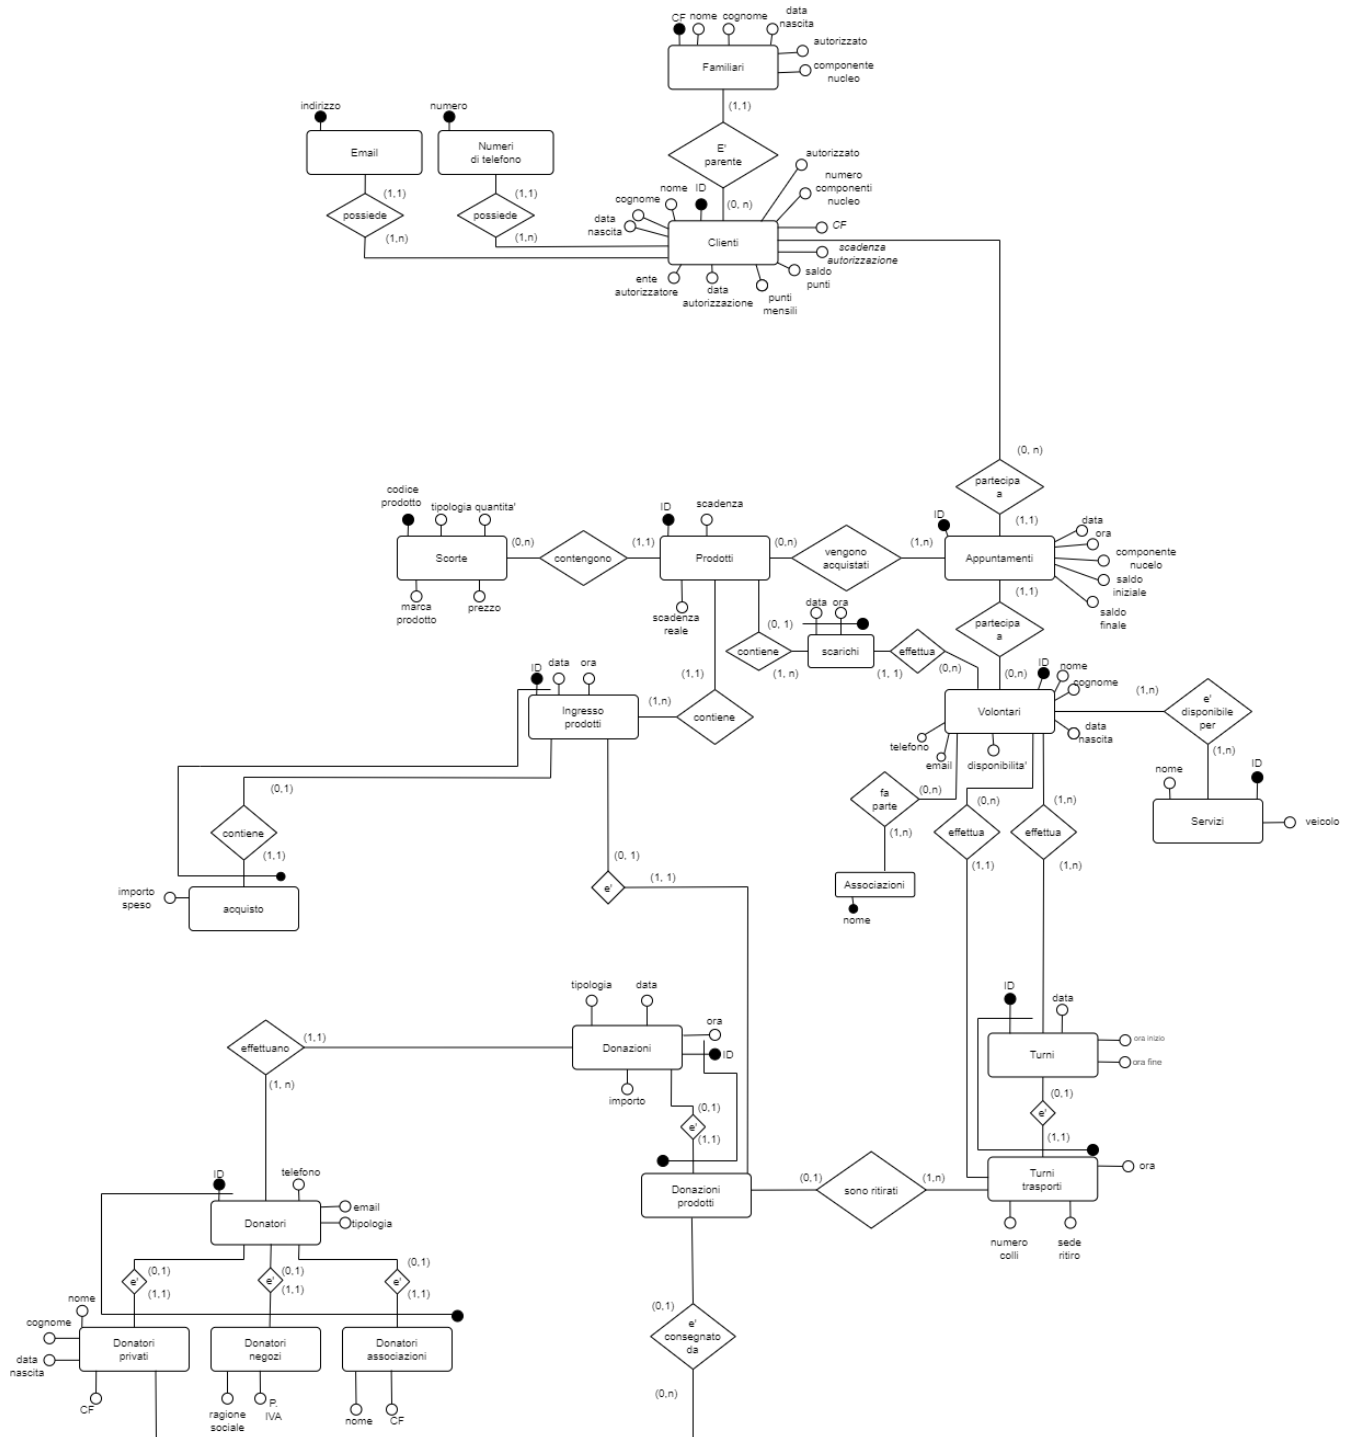 CF
nome
cognome
data
nascita
autorizzato
componente
nucleo
Familiari
(1,1)
E'
parente
(0, n)
indirizzo
Email
(1,1)
possiede
(1,n)
numero
Numeri
di telefono
(1,1)
possiede
(1,n)
autorizzato
numero
componenti
nucleo
CF
scadenza
autorizzazione
saldo
punti
punti
mensili
data
autorizzazione
ente
autorizzatore
data
nascita
cognome
nome
ID
Clienti
(0, n)
partecipa
a
(1,1)
codice
prodotto
tipologia
quantita'
Scorte
marca
prodotto
prezzo
(0,n)
contengono
(1,1)
ID
scadenza
Prodotti
scadenza
reale
(0,n)
vengono
acquistati
(1,n)
ID
Appuntamenti
data
ora
componente
nucelo
saldo
iniziale
saldo
finale
(1,1)
partecipa
a
(0,n)
(0, 1)
contiene
(1, n)
data
ora
scarichi
(1, 1)
effettua
(0,n)
(1,1)
contiene
(1,n)
ID
data
ora
Ingresso
prodotti
ID
nome
cognome
data
nascita
Volontari
telefono
email
disponibilita'
(1,n)
e'
disponibile
per
(1,n)
nome
ID
Servizi
veicolo
(0,1)
contiene
(1,1)
importo
speso
acquisto
(0, 1)
e'
(1, 1)
fa
parte
(0,n)
(1,n)
Associazioni
nome
(0,n)
effettua
(1,1)
(1,n)
effettua
(1,n)
ID
data
Turni
ora inizio
ora fine
(0,1)
e'
(1,1)
Turni
trasporti
ora
numero
colli
sede
ritiro
tipologia
data
ora
ID
Donazioni
importo
effettuano
(1,1)
(1, n)
(0,1)
e'
(1,1)
Donazioni
prodotti
(0,1)
sono ritirati
(1,n)
ID
telefono
email
tipologia
Donatori
e'
(0,1)
(1,1)
e'
(0,1)
(1,1)
e'
(0,1)
(1,1)
nome
cognome
data
nascita
CF
Donatori
privati
Donatori
negozi
ragione
sociale
P.
IVA
Donatori
associazioni
nome
CF
(0,1)
e'
consegnato
da
(0,n)